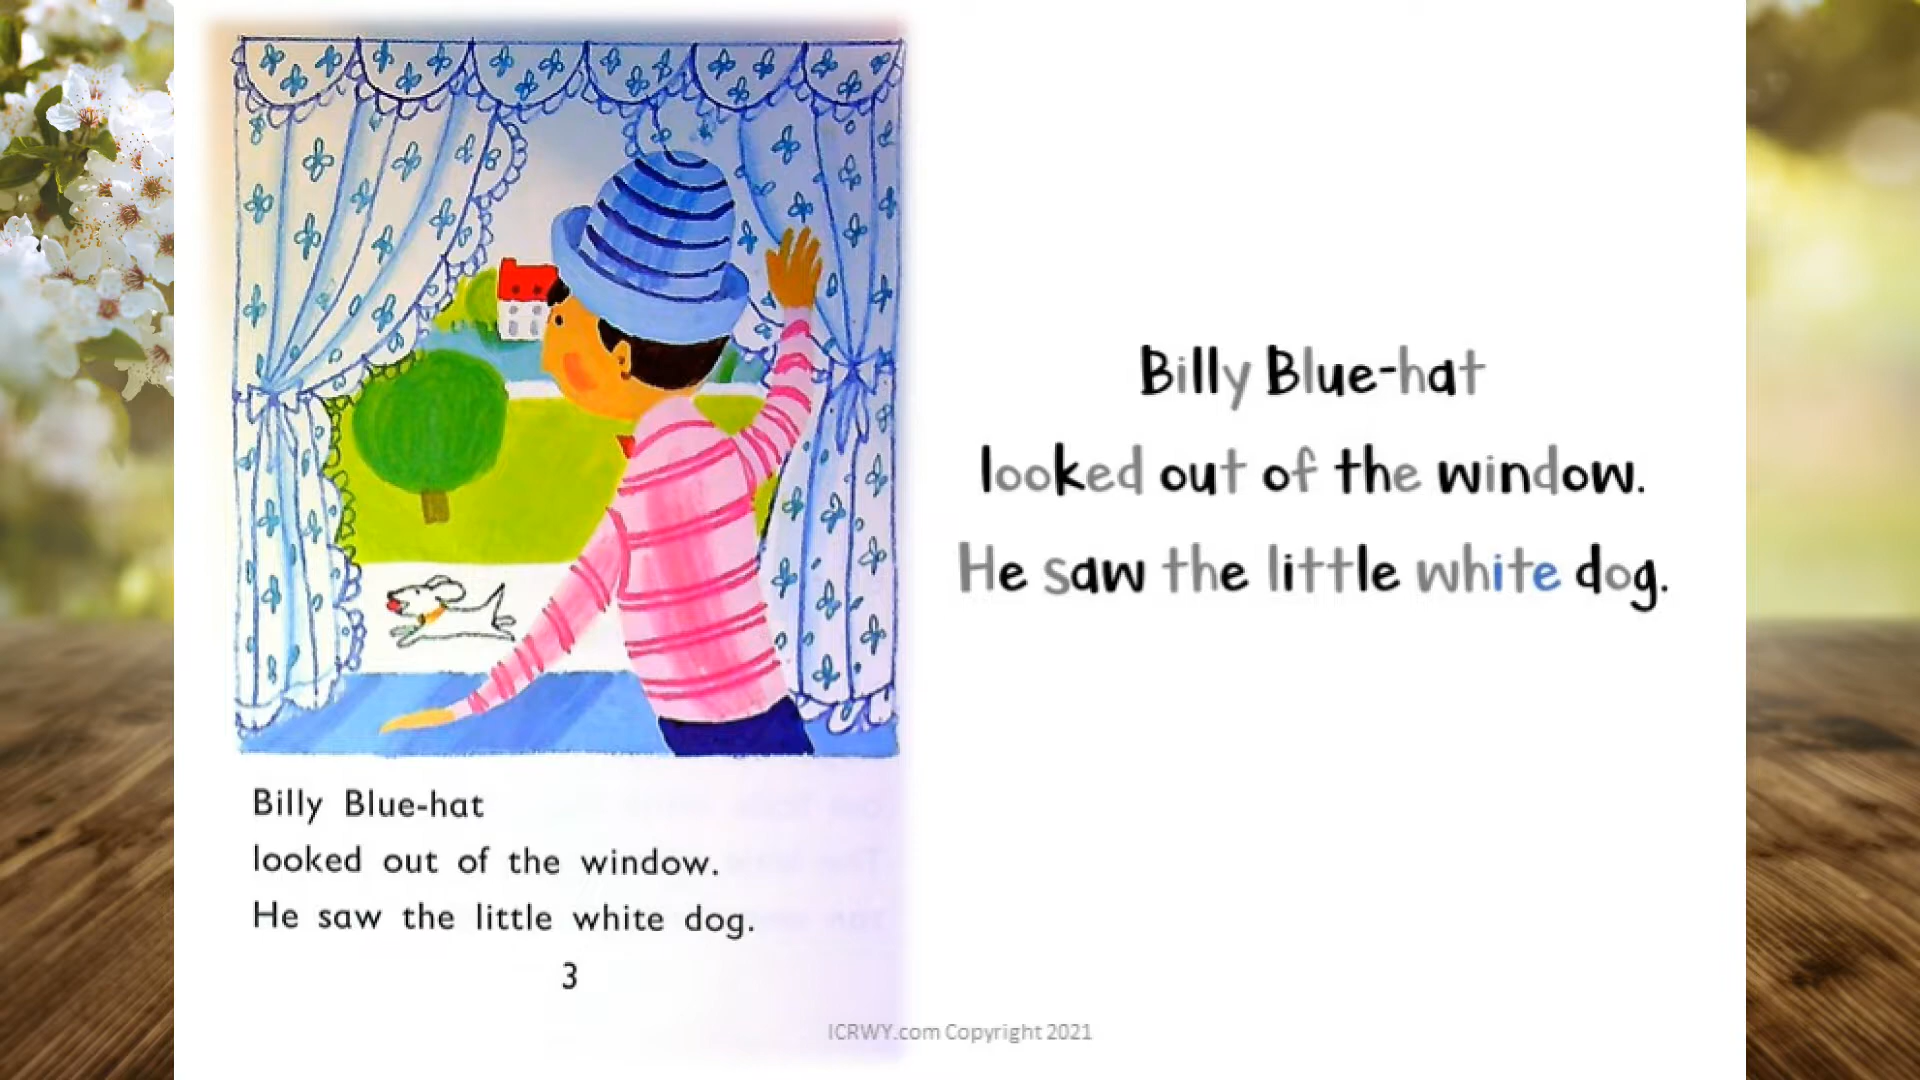 Billy Blue-hat
looked out of the window.
He saw the little white dog.
3
Billy Blue-hat
looked out of the window.
He saw the little white dog.
ICRWY.com Copyright 2021